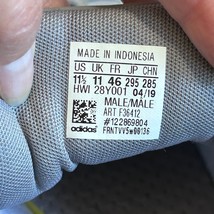 MADE IN INDONESIA
US UK FR JP CHN
11½ 11 46 295 285
HWI 28Y001 04/19
MALE/MALE
ART F36412
#122869804
adidas FRNTVV5W00136